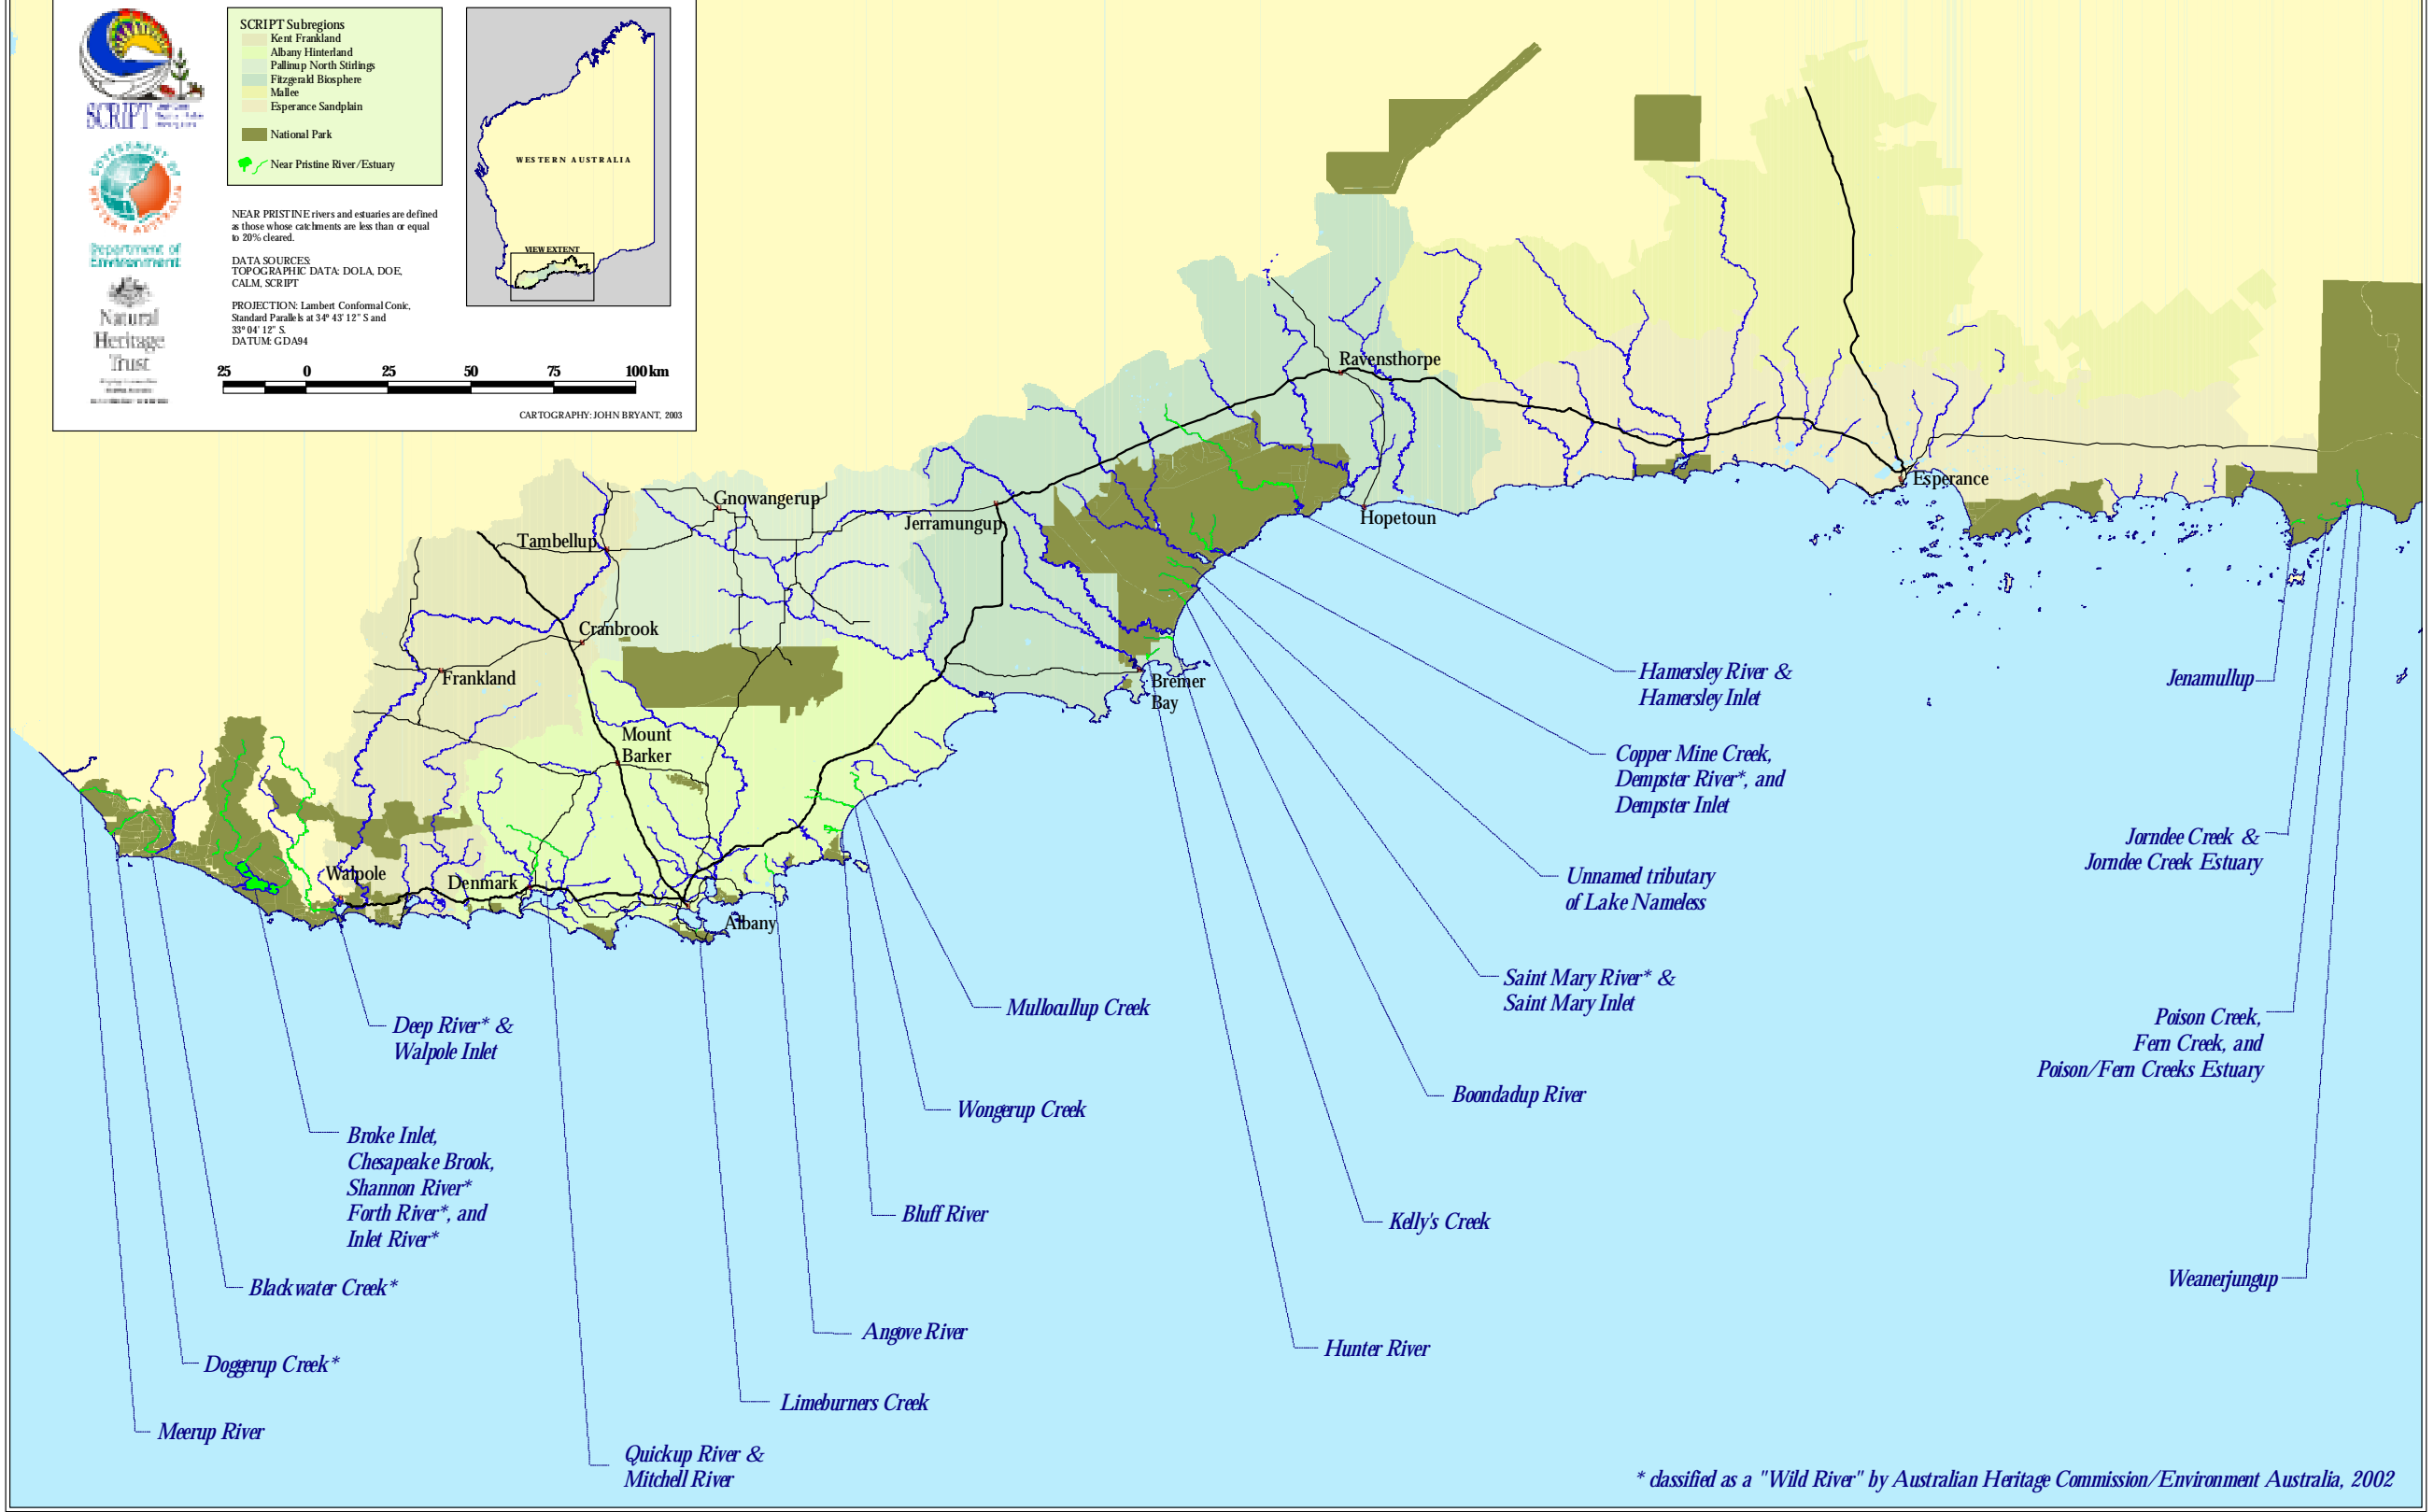 SCRIPT
GOVERNMENT OF
WESTERN AUSTRALIA
Department of
Environment
Natural
Heritage
Trust
SCRIPT Subregions
Kent Frankland
Albany Hinterland
Pallinup North Stirlings
Fitzgerald Biosphere
Mallee
Esperance Sandplain
National Park
Near Pristine River/Estuary
NEAR PRISTINE rivers and estuaries are defined
as those whose catchments are less than or equal
to 20% cleared.
DATA SOURCES:
TOPOGRAPHIC DATA: DOLA, DOE,
CALM, SCRIPT
PROJECTION: Lambert Conformal Conic,
Standard Parallels at 34° 43' 12" S and
33° 04' 12" S.
DATUM: GDA94
WESTERN AUSTRALIA
VIEW EXTENT
25 0 25 50 75 100 km
CARTOGRAPHY: JOHN BRYANT, 2003
Ravensthorpe
Esperance
Gnowangerup
Jerramungup
Hopetoun
Tambellup
Cranbrook
Frankland
Bremer
Bay
Mount
Barker
Walpole
Denmark
Albany
Hamersley River &
Hamersley Inlet
Jenamullup
Copper Mine Creek,
Dempster River*, and
Dempster Inlet
Jorndee Creek &
Jorndee Creek Estuary
Unnamed tributary
of Lake Nameless
Saint Mary River* &
Saint Mary Inlet
Mullocullup Creek
Deep River* &
Walpole Inlet
Poison Creek,
Fern Creek, and
Poison/Fern Creeks Estuary
Boondadup River
Wongerup Creek
Broke Inlet,
Chesapeake Brook,
Shannon River*
Forth River*, and
Inlet River*
Bluff River
Kelly's Creek
Weanerjungup
Blackwater Creek*
Angove River
Hunter River
Doggerup Creek*
Limeburners Creek
Meerup River
Quickup River &
Mitchell River
* classified as a "Wild River" by Australian Heritage Commission/Environment Australia, 2002